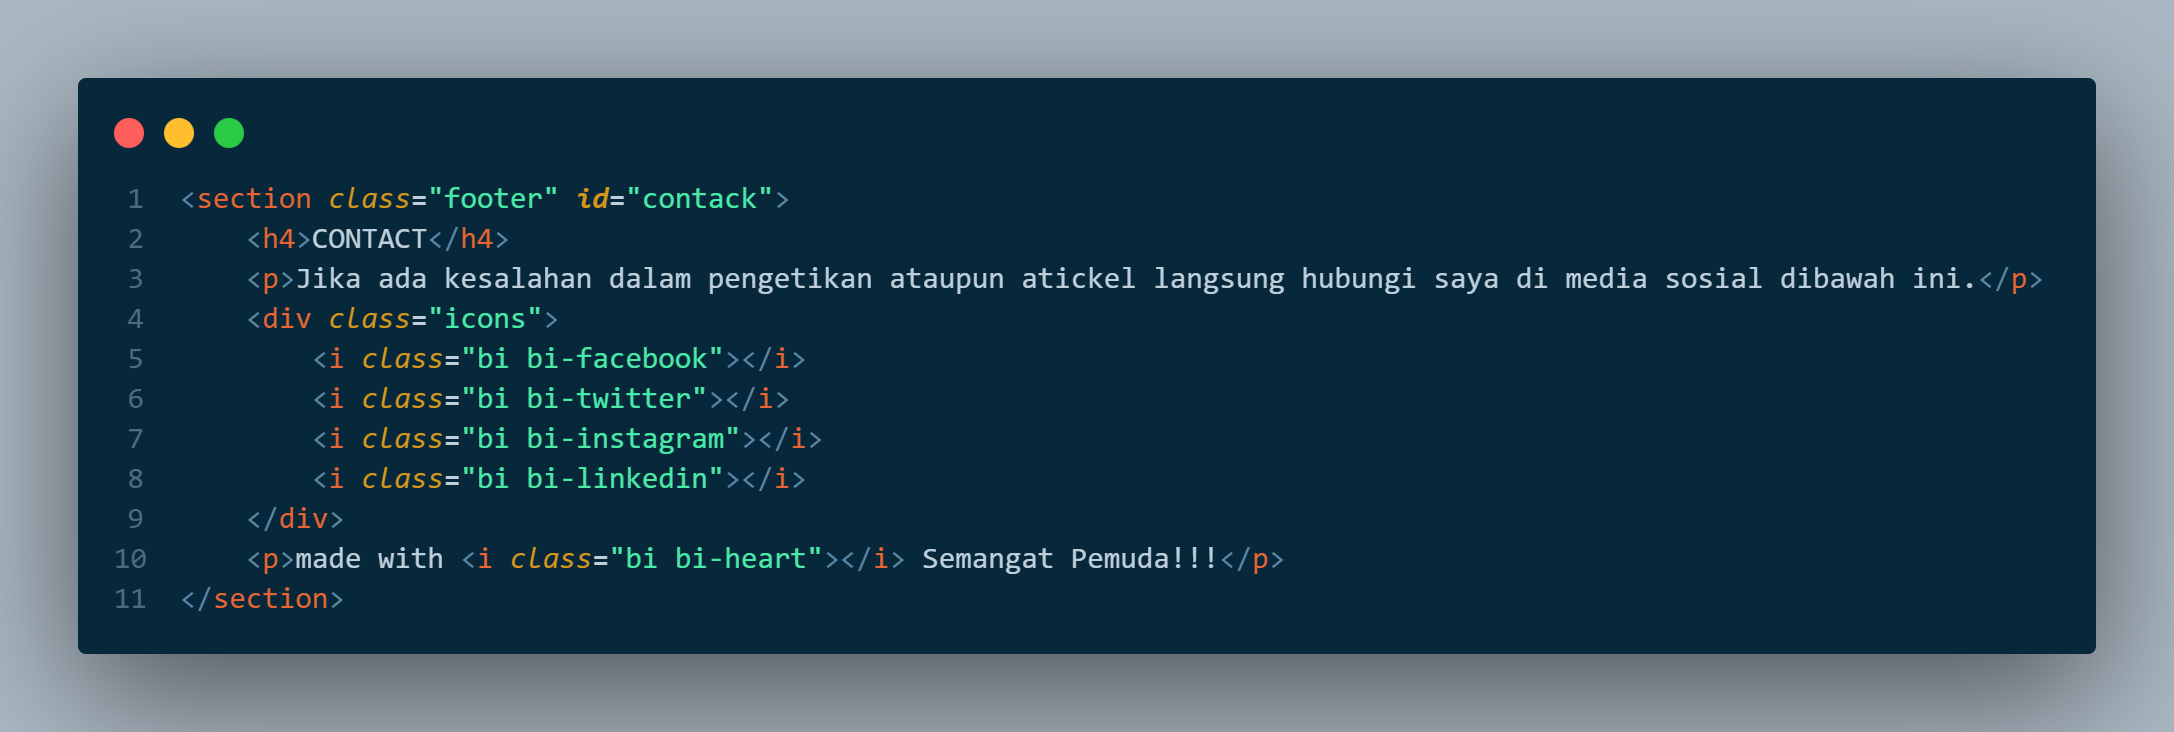 1 <section class="footer" id="contack">
2     <h4>CONTACT</h4>
3     <p>Jika ada kesalahan dalam pengetikan ataupun atickel langsung hubungi saya di media sosial dibawah ini.</p>
4     <div class="icons">
5         <i class="bi bi-facebook"></i>
6         <i class="bi bi-twitter"></i>
7         <i class="bi bi-instagram"></i>
8         <i class="bi bi-linkedin"></i>
9     </div>
10     <p>made with <i class="bi bi-heart"></i> Semangat Pemuda!!!</p>
11 </section>